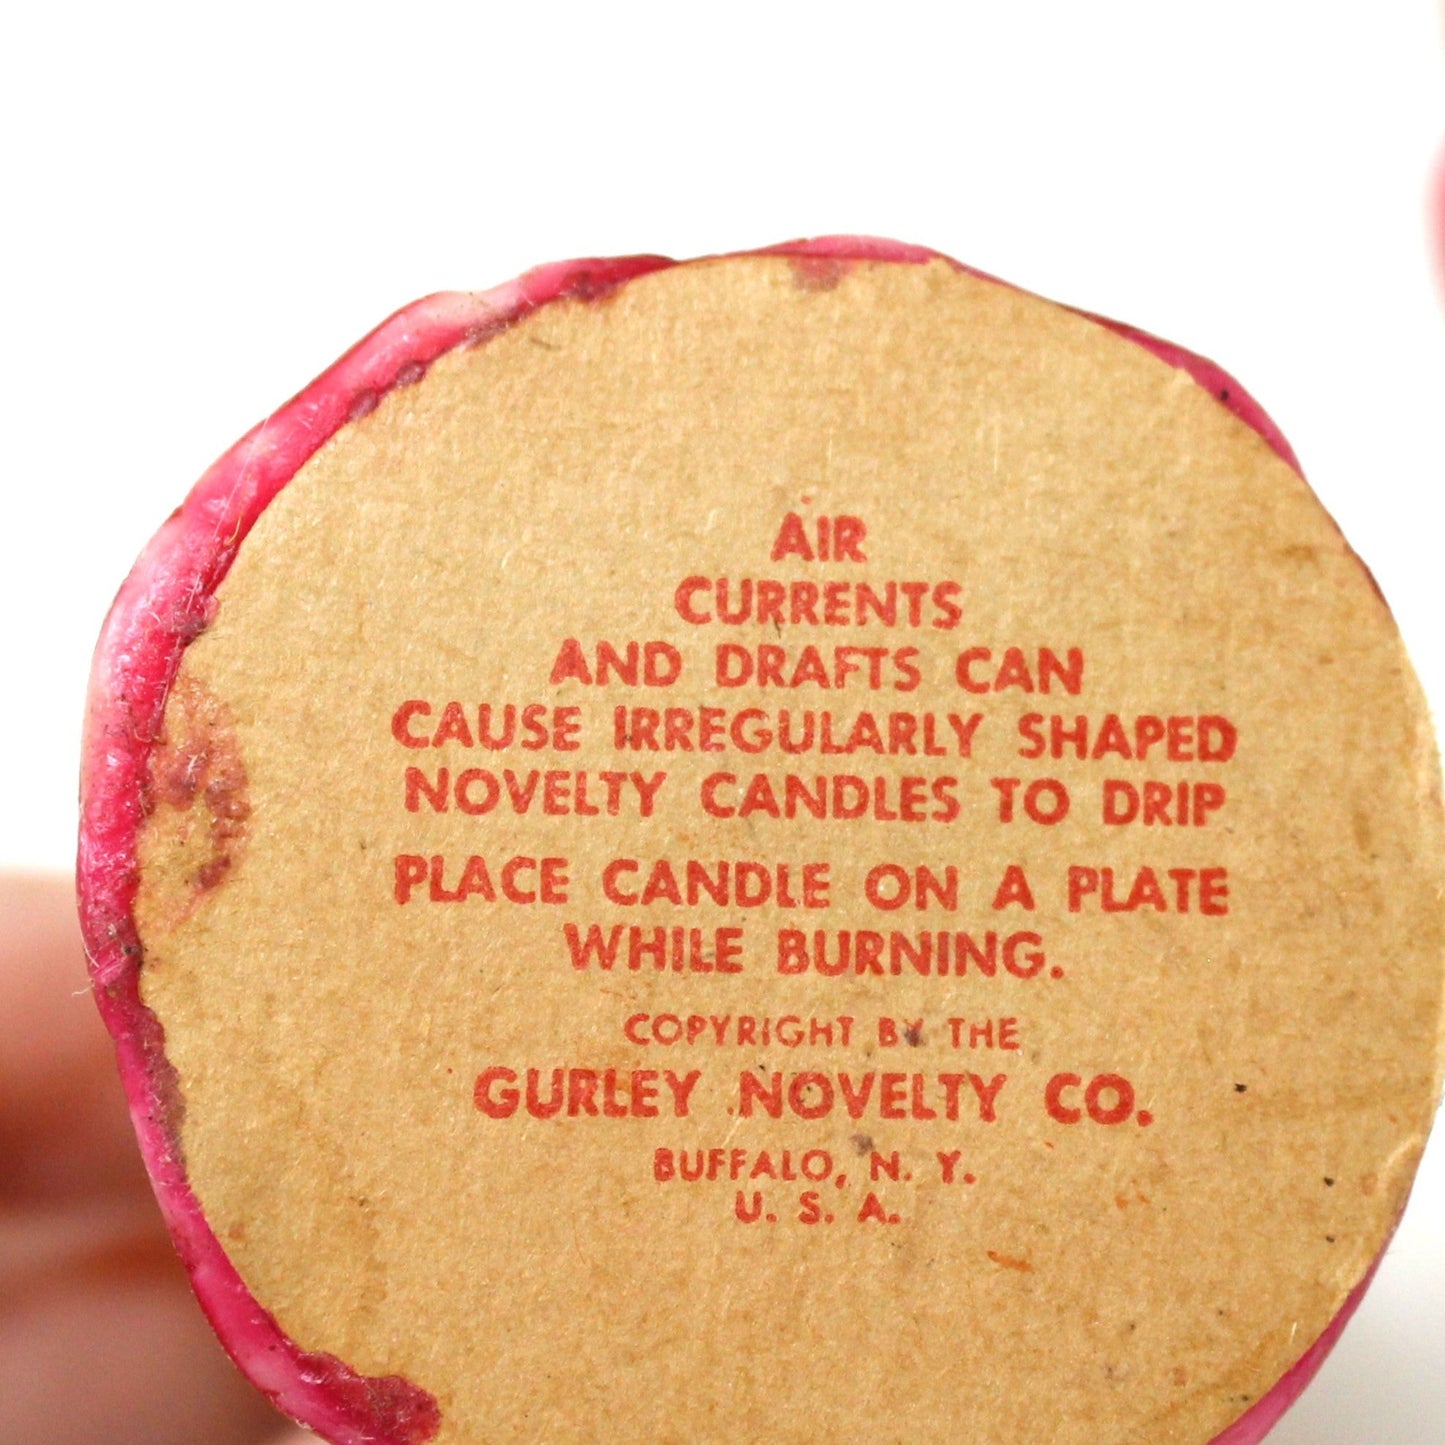 AIR
CURRENTS
AND DRAFTS CAN
CAUSE IRREGULARLY SHAPED
NOVELTY CANDLES TO DRIP
PLACE CANDLE ON A PLATE
WHILE BURNING.
COPYRIGHT BY THE
GURLEY NOVELTY CO.
BUFFALO, N. Y.
U. S. A.